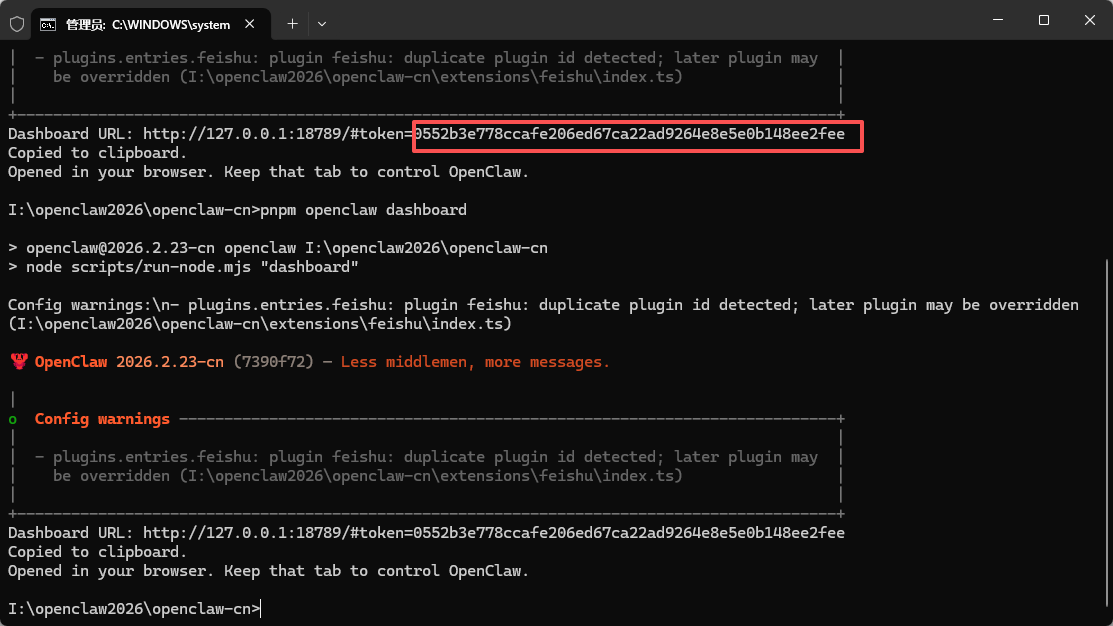 管理员: C:\WINDOWS\system
- plugins.entries.feishu: plugin feishu: duplicate plugin id detected; later plugin may
be overridden (I:\openclaw2026\openclaw-cn\extensions\feishu\index.ts)
Dashboard URL: http://127.0.0.1:18789/#token=0552b3e778ccafe206ed67ca22ad9264e8e5e0b148ee2fee
Copied to clipboard.
Opened in your browser. Keep that tab to control OpenClaw.
I:\openclaw2026\openclaw-cn>pnpm openclaw dashboard
> openclaw@2026.2.23-cn openclaw I:\openclaw2026\openclaw-cn
> node scripts/run-node.mjs "dashboard"
Config warnings:\n- plugins.entries.feishu: plugin feishu: duplicate plugin id detected; later plugin may be overridden
(I:\openclaw2026\openclaw-cn\extensions\feishu\index.ts)
OpenClaw 2026.2.23-cn (7390f72) — Less middlemen, more messages.
o Config warnings
- plugins.entries.feishu: plugin feishu: duplicate plugin id detected; later plugin may
be overridden (I:\openclaw2026\openclaw-cn\extensions\feishu\index.ts)
Dashboard URL: http://127.0.0.1:18789/#token=0552b3e778ccafe206ed67ca22ad9264e8e5e0b148ee2fee
Copied to clipboard.
Opened in your browser. Keep that tab to control OpenClaw.
I:\openclaw2026\openclaw-cn>